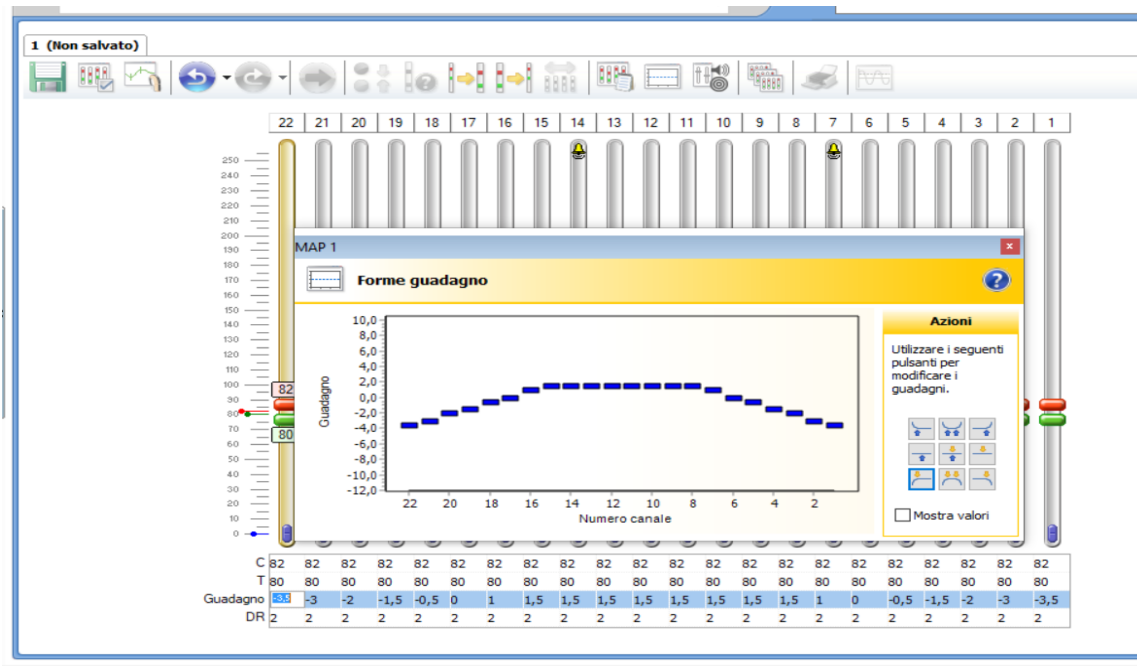 1 (Non salvato)
22 21 20 19 18 17 16 15 14 13 12 11 10 9 8 7 6 5 4 3 2 1
250
240
230
220
210
200
190
180
170
160
150
140
130
120
110
100
90
80
70
60
50
40
30
20
10
0
82
80
MAP 1
x
Forme guadagno
?
10,0
8,0
6,0
4,0
2,0
0,0
-2,0
-4,0
-6,0
-8,0
-10,0
-12,0
Guadagno
22 20 18 16 14 12 10 8 6 4 2
Numero canale
Azioni
Utilizzare i seguenti
pulsanti per
modificare i
guadagni.
Mostra valori
C 82 82 82 82 82 82 82 82 82 82 82 82 82 82 82 82 82 82 82 82 82 82
T 80 80 80 80 80 80 80 80 80 80 80 80 80 80 80 80 80 80 80 80 80 80
Guadagno -3,5 -3 -2 -1,5 -0,5 0 1 1,5 1,5 1,5 1,5 1,5 1,5 1,5 1,5 1 0 -0,5 -1,5 -2 -3 -3,5
DR 2 2 2 2 2 2 2 2 2 2 2 2 2 2 2 2 2 2 2 2 2 2